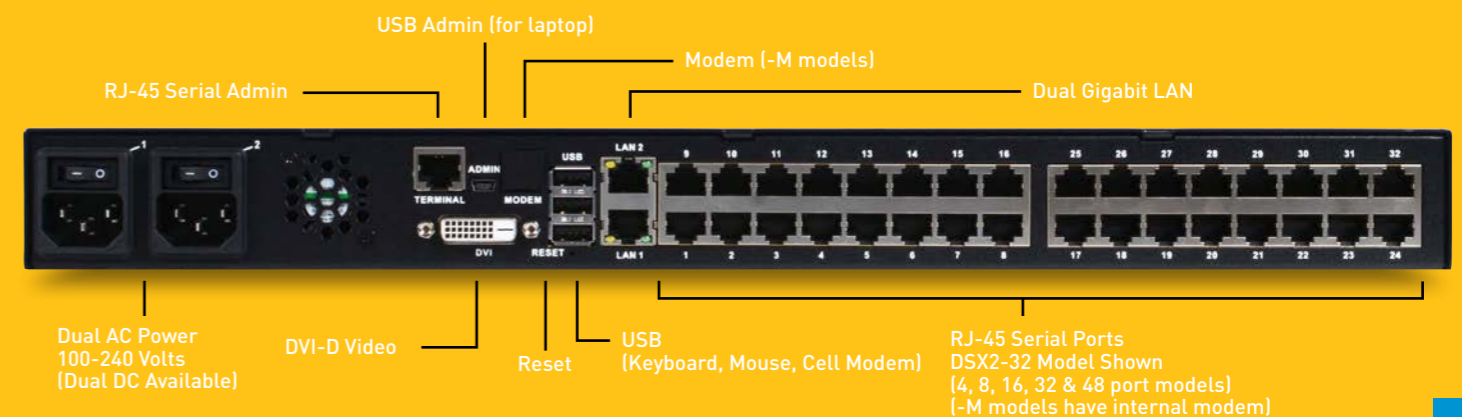 USB Admin (for laptop)
Modem (-M models)
RJ-45 Serial Admin
Dual Gigabit LAN
1
2
TERMINAL
ADMIN
MODEM
USB
LAN 2
9 10 11 12 13 14 15 16
25 26 27 28 29 30 31 32
DVI
RESET
LAN 1
1 2 3 4 5 6 7 8
17 18 19 20 21 22 23 24
Dual AC Power
100-240 Volts
(Dual DC Available)
DVI-D Video
Reset
USB
(Keyboard, Mouse, Cell Modem)
RJ-45 Serial Ports
DSX2-32 Model Shown
(4, 8, 16, 32 & 48 port models)
(-M models have internal modem)